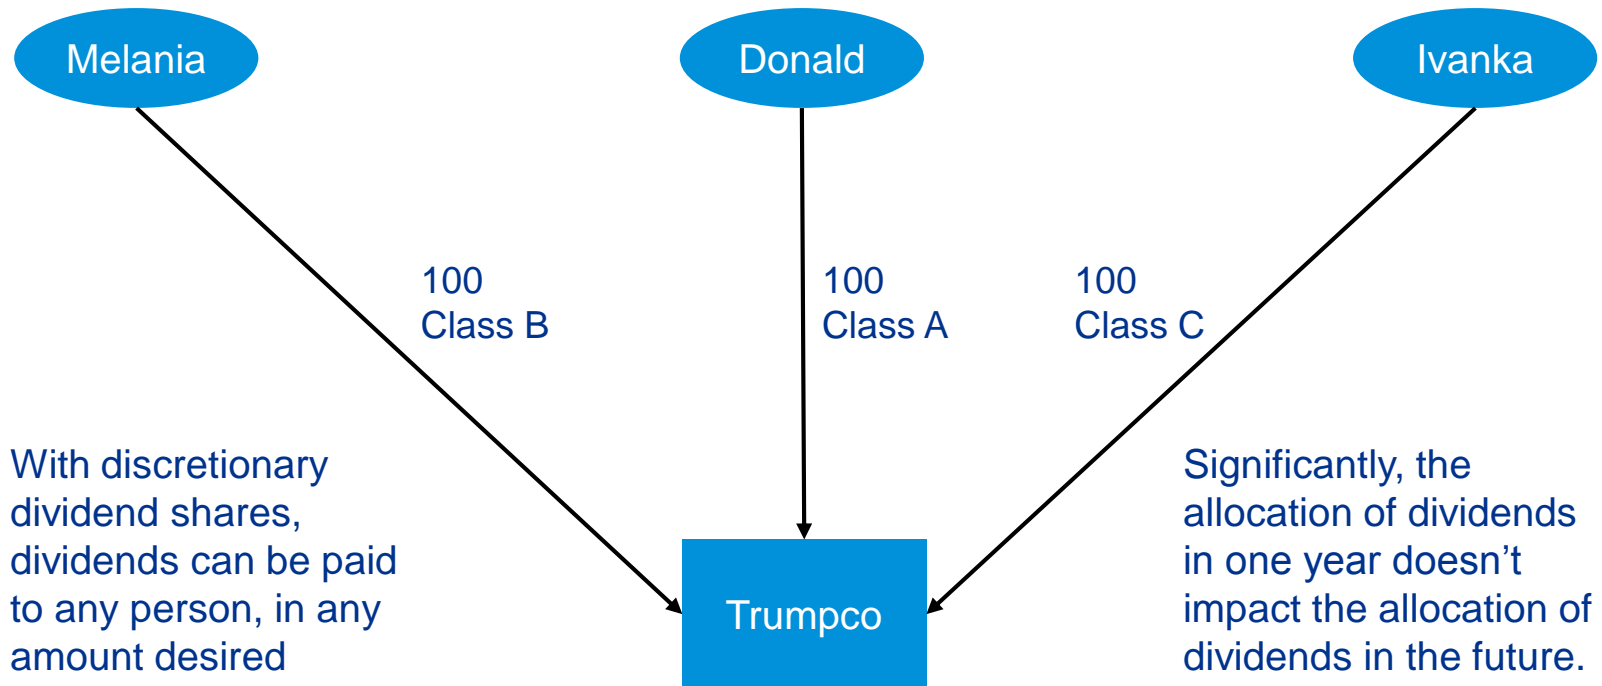 Melania
Donald
Ivanka
100
Class B
100
Class A
100
Class C
With discretionary
dividend shares,
dividends can be paid
to any person, in any
amount desired
Trumpco
Significantly, the
allocation of dividends
in one year doesn’t
impact the allocation of
dividends in the future.